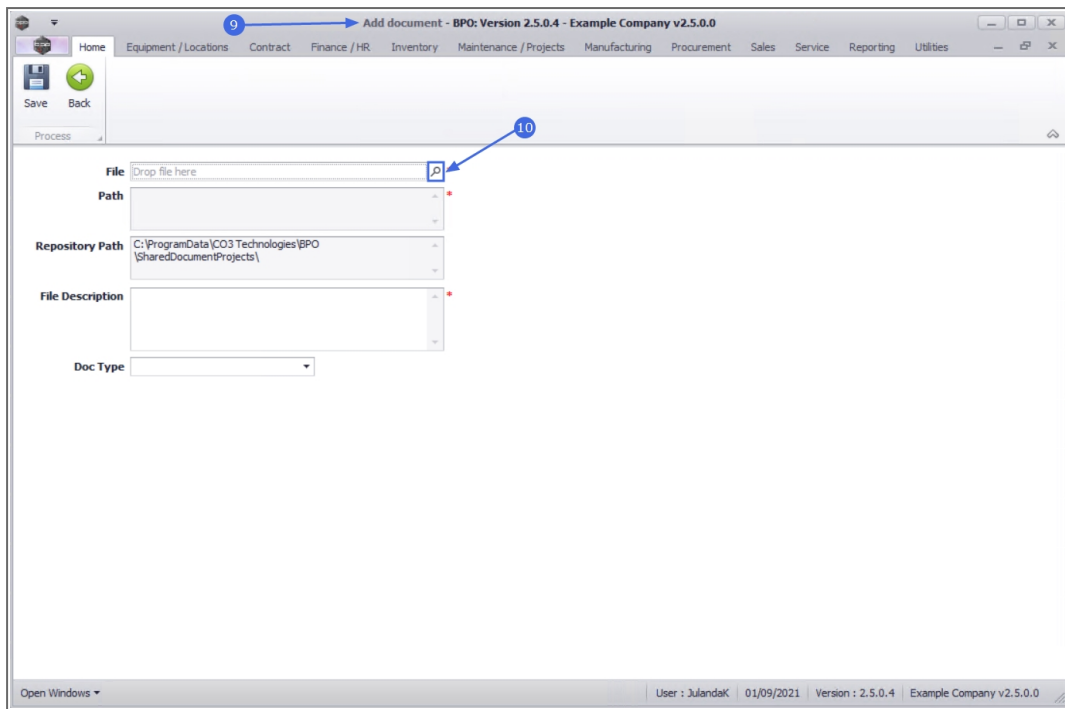 9
Add document - BPO: Version 2.5.0.4 - Example Company v2.5.0.0
Home Equipment / Locations Contract Finance / HR Inventory Maintenance / Projects Manufacturing Procurement Sales Service Reporting Utilities
Save Back
Process
10
File Drop file here
Path *
Repository Path C:\ProgramData\CO3 Technologies\BPO
\SharedDocumentProjects\
File Description *
Doc Type
Open Windows User : JulandaK 01/09/2021 Version : 2.5.0.4 Example Company v2.5.0.0